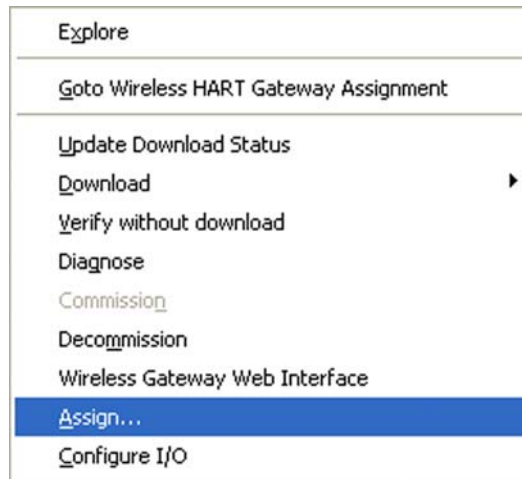 Explore
Goto Wireless HART Gateway Assignment
Update Download Status
Download
Verify without download
Diagnose
Commission
Decommission
Wireless Gateway Web Interface
Assign...
Configure I/O